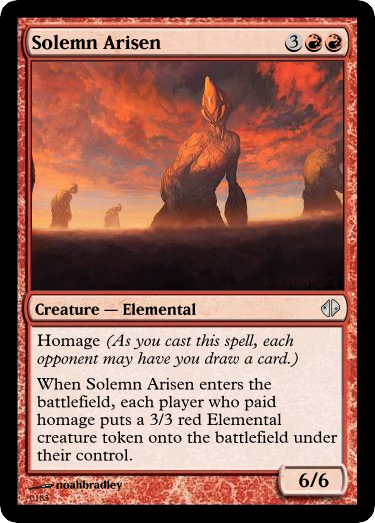 Solemn Arisen 3
Creature — Elemental
Homage (As you cast this spell, each
opponent may have you draw a card.)
When Solemn Arisen enters the
battlefield, each player who paid
homage puts a 3/3 red Elemental
creature token onto the battlefield under
their control.
6/6
noahbradley